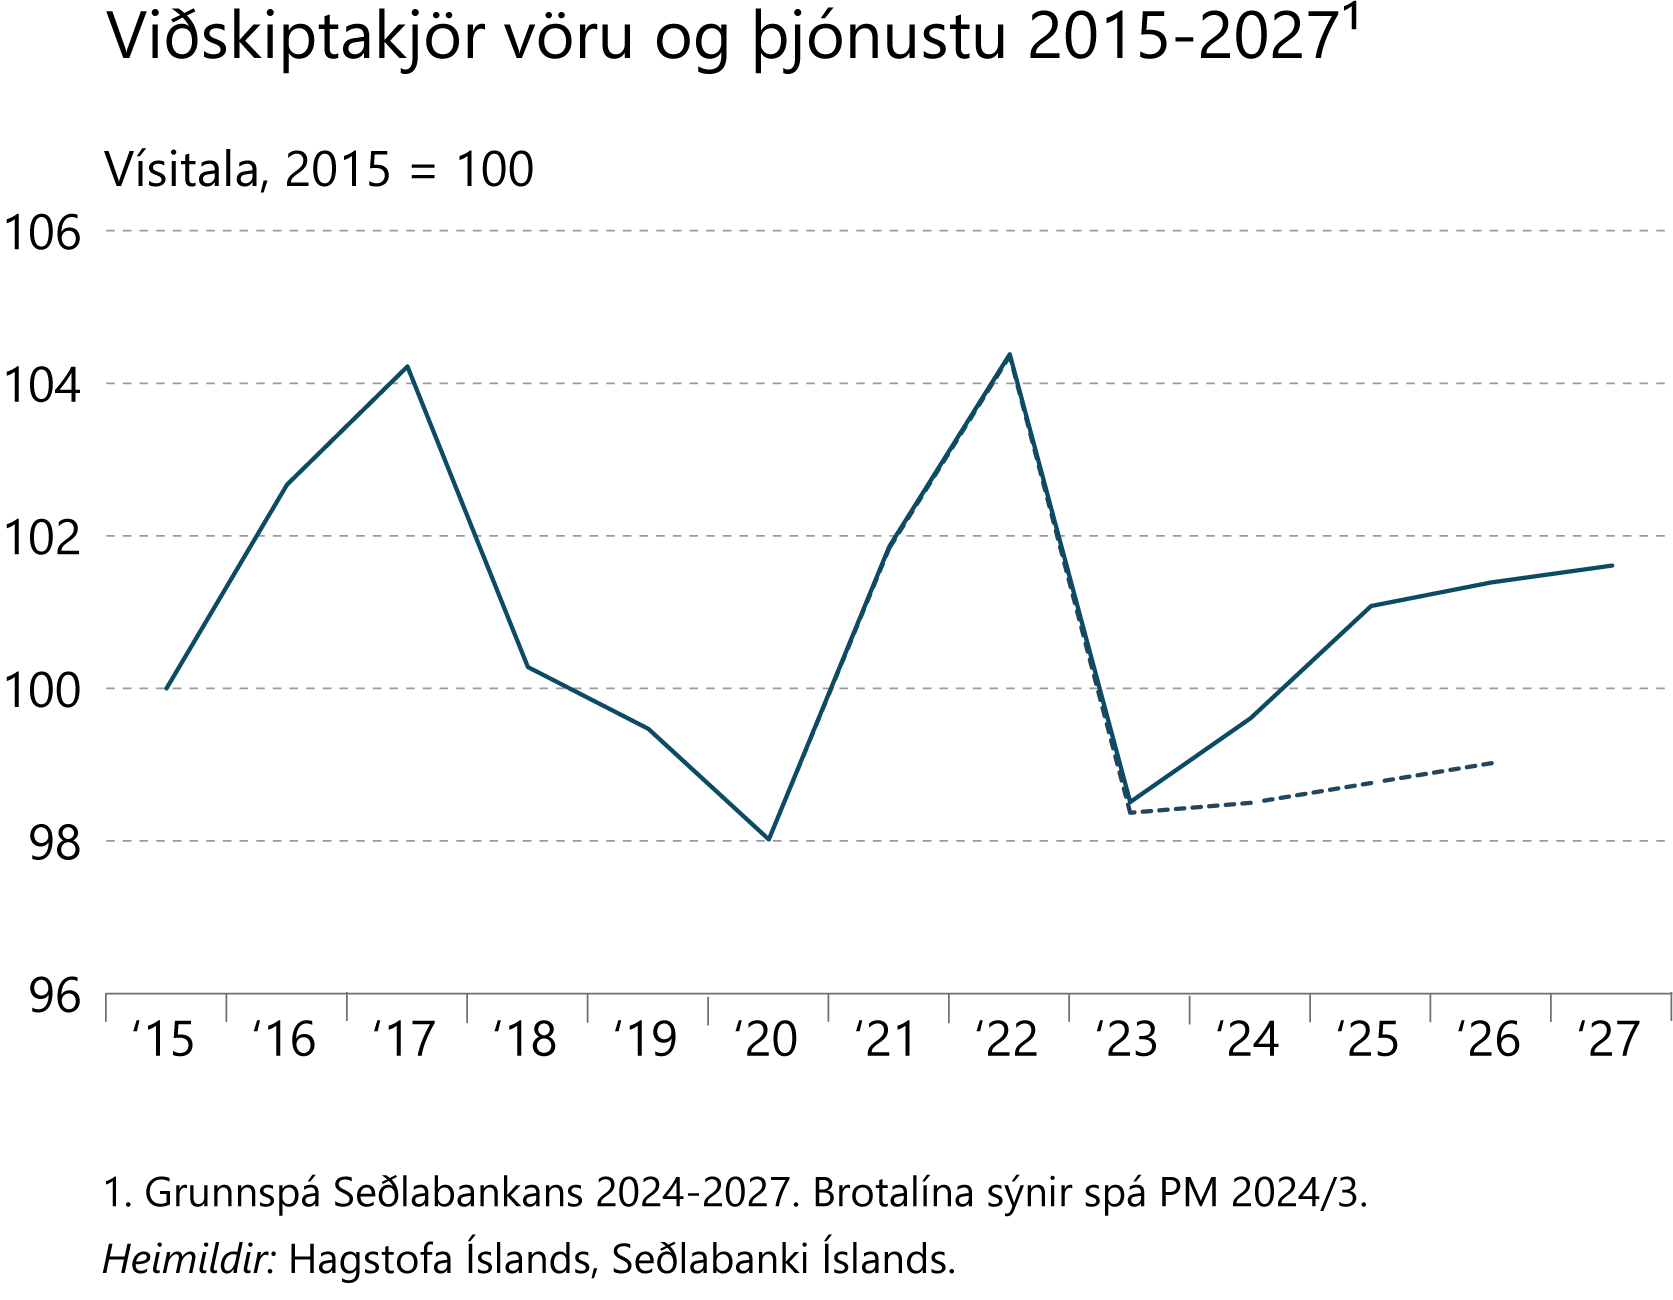 Viðskiptakjör vöru og þjónustu 2015-2027¹
Vísitala, 2015 = 100
106
104
102
100
98
96
‘15 ‘16 ‘17 ‘18 ‘19 ‘20 ‘21 ‘22 ‘23 ‘24 ‘25 ‘26 ‘27
1. Grunnspá Seðlabankans 2024-2027. Brotalína sýnir spá PM 2024/3.
Heimildir: Hagstofa Íslands, Seðlabanki Íslands.